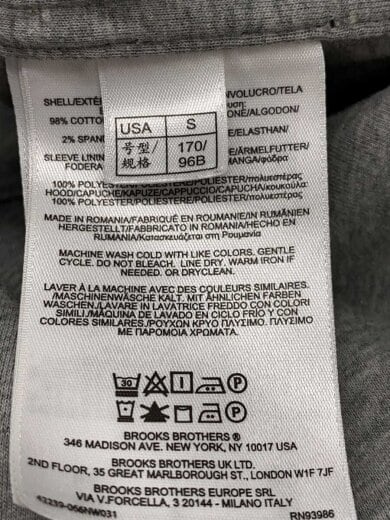 SHELL/EXTÉ
NVOLUCRO/TELA
98% COTTO
ONE/ALGODON/
2% SPAN
/ELASTHAN/
SLEEVE LININ
/ÄRMELFUTTER/
FODERA
MANGA/φόδρα
USA S
号型/ 170/
规格 96B
100% POLYESTER/POLIESTERE/POLIESTER/πολυεστέρας
HOOD/CAPUCHE/KAPUZE/CAPPUCCIO/CAPUCHA/κουκούλα:
100% POLYESTER/POLIESTERE/POLIESTER/πολυεστέρας
MADE IN ROMANIA/FABRIQUÉ EN ROUMANIE/IN RUMÄNIEN
HERGESTELLT/FABBRICATO IN ROMANIA/HECHO EN
RUMANIA/Κατασκευάζεται στη Ρουμανία
MACHINE WASH COLD WITH LIKE COLORS. GENTLE
CYCLE. DO NOT BLEACH. LINE DRY. WARM IRON IF
NEEDED. OR DRYCLEAN.
LAVER À LA MACHINE AVEC DES COULEURS SIMILAIRES.
/MASCHINENWÄSCHE KALT. MIT ÄHNLICHEN FARBEN
WASCHEN./LAVARE IN LAVATRICE FREDDO CON COLORI
SIMILI./MÁQUINA DE LAVADO EN CICLO FRÍO Y CON
COLORES SIMILARES./ΡΟΥΧΩΝ ΚΡΥΟ ΠΛΥΣΙΜΟ. ΠΛΥΣΙΜΟ
ΜΕ ΠΑΡΟΜΟΙΑ ΧΡΩΜΑΤΑ.
30 P
P
BROOKS BROTHERS ®
346 MADISON AVE. NEW YORK, NY 10017 USA
BROOKS BROTHERS UK LTD.
2ND FLOOR, 35 GREAT MARLBOROUGH ST., LONDON W1F 7JF
BROOKS BROTHERS EUROPE SRL
VIA V.FORCELLA, 3 20144 - MILANO ITALY
43239-056NW031
RN93986